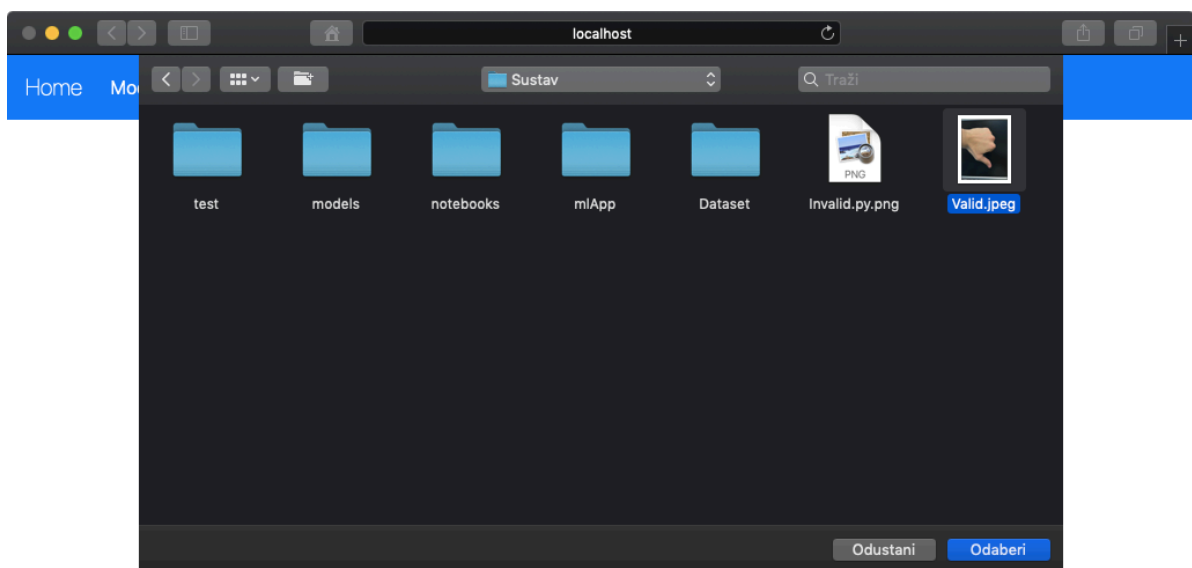 localhost
Home Mo
Sustav
Traži
PNG
test models notebooks mlApp Dataset Invalid.py.png Valid.jpeg
Odustani Odaberi